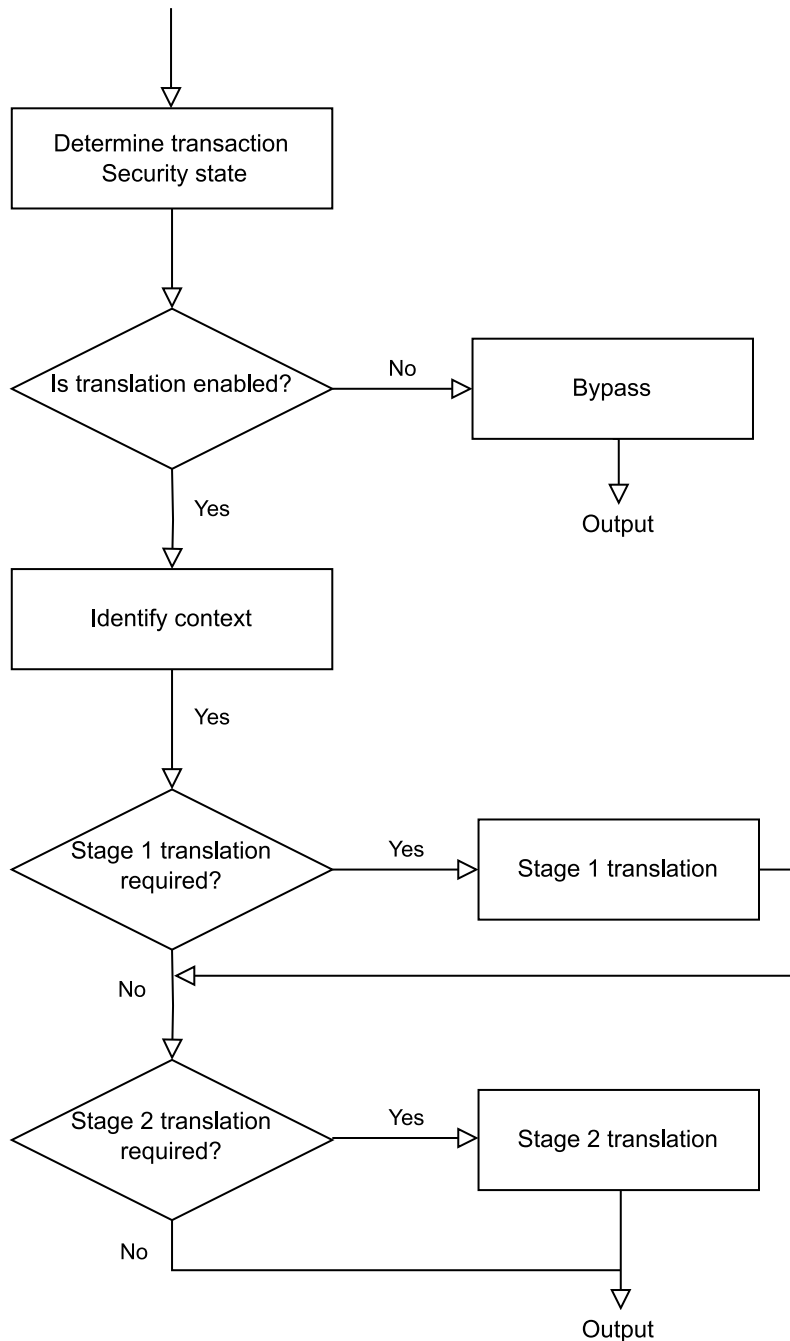 Determine transaction
Security state
Is translation enabled?
No
Bypass
Yes
Output
Identify context
Yes
Stage 1 translation
required?
Yes
Stage 1 translation
No
Stage 2 translation
required?
Yes
Stage 2 translation
No
Output